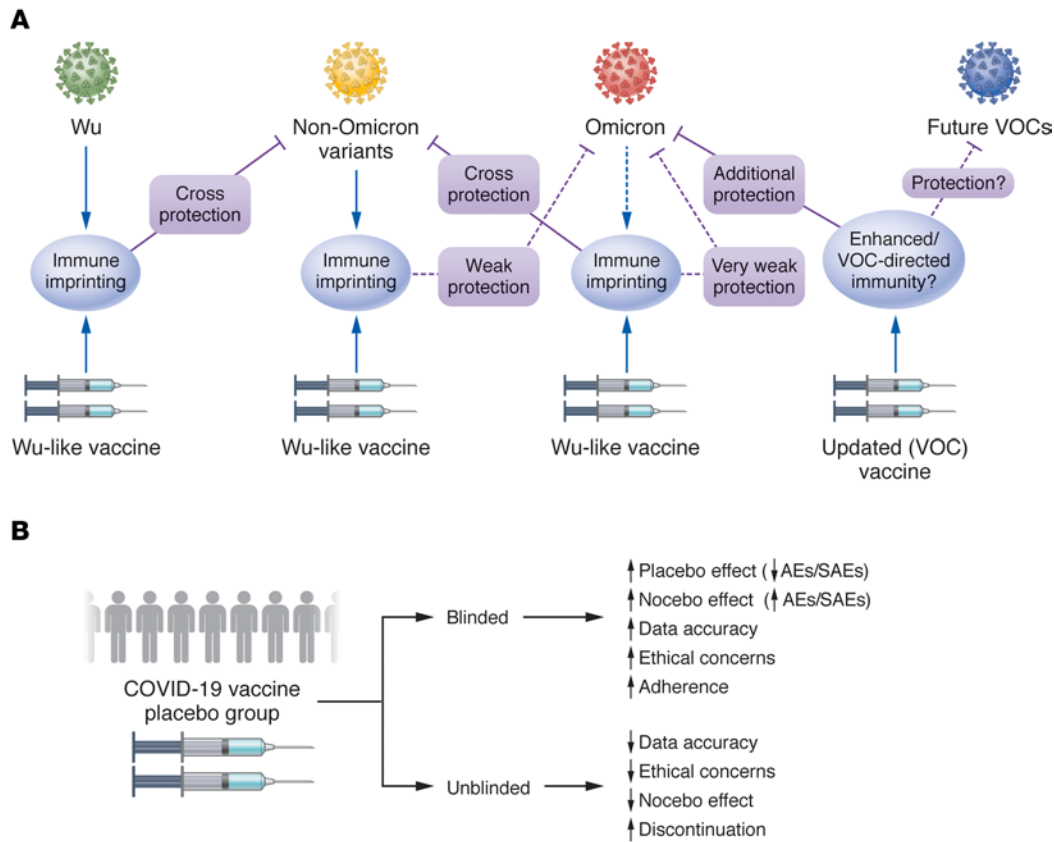 A
Wu
Non-Omicron
variants
Omicron
Future VOCs
Cross
protection
Cross
protection
Additional
protection
Protection?
Immune
imprinting
Immune
imprinting
Weak
protection
Immune
imprinting
Very weak
protection
Enhanced/
VOC-directed
immunity?
Wu-like vaccine
Wu-like vaccine
Wu-like vaccine
Updated (VOC)
vaccine
B
COVID-19 vaccine
placebo group
Blinded
↑ Placebo effect (↓ AEs/SAEs)
↑ Nocebo effect (↑ AEs/SAEs)
↑ Data accuracy
↑ Ethical concerns
↑ Adherence
Unblinded
↓ Data accuracy
↓ Ethical concerns
↓ Nocebo effect
↑ Discontinuation